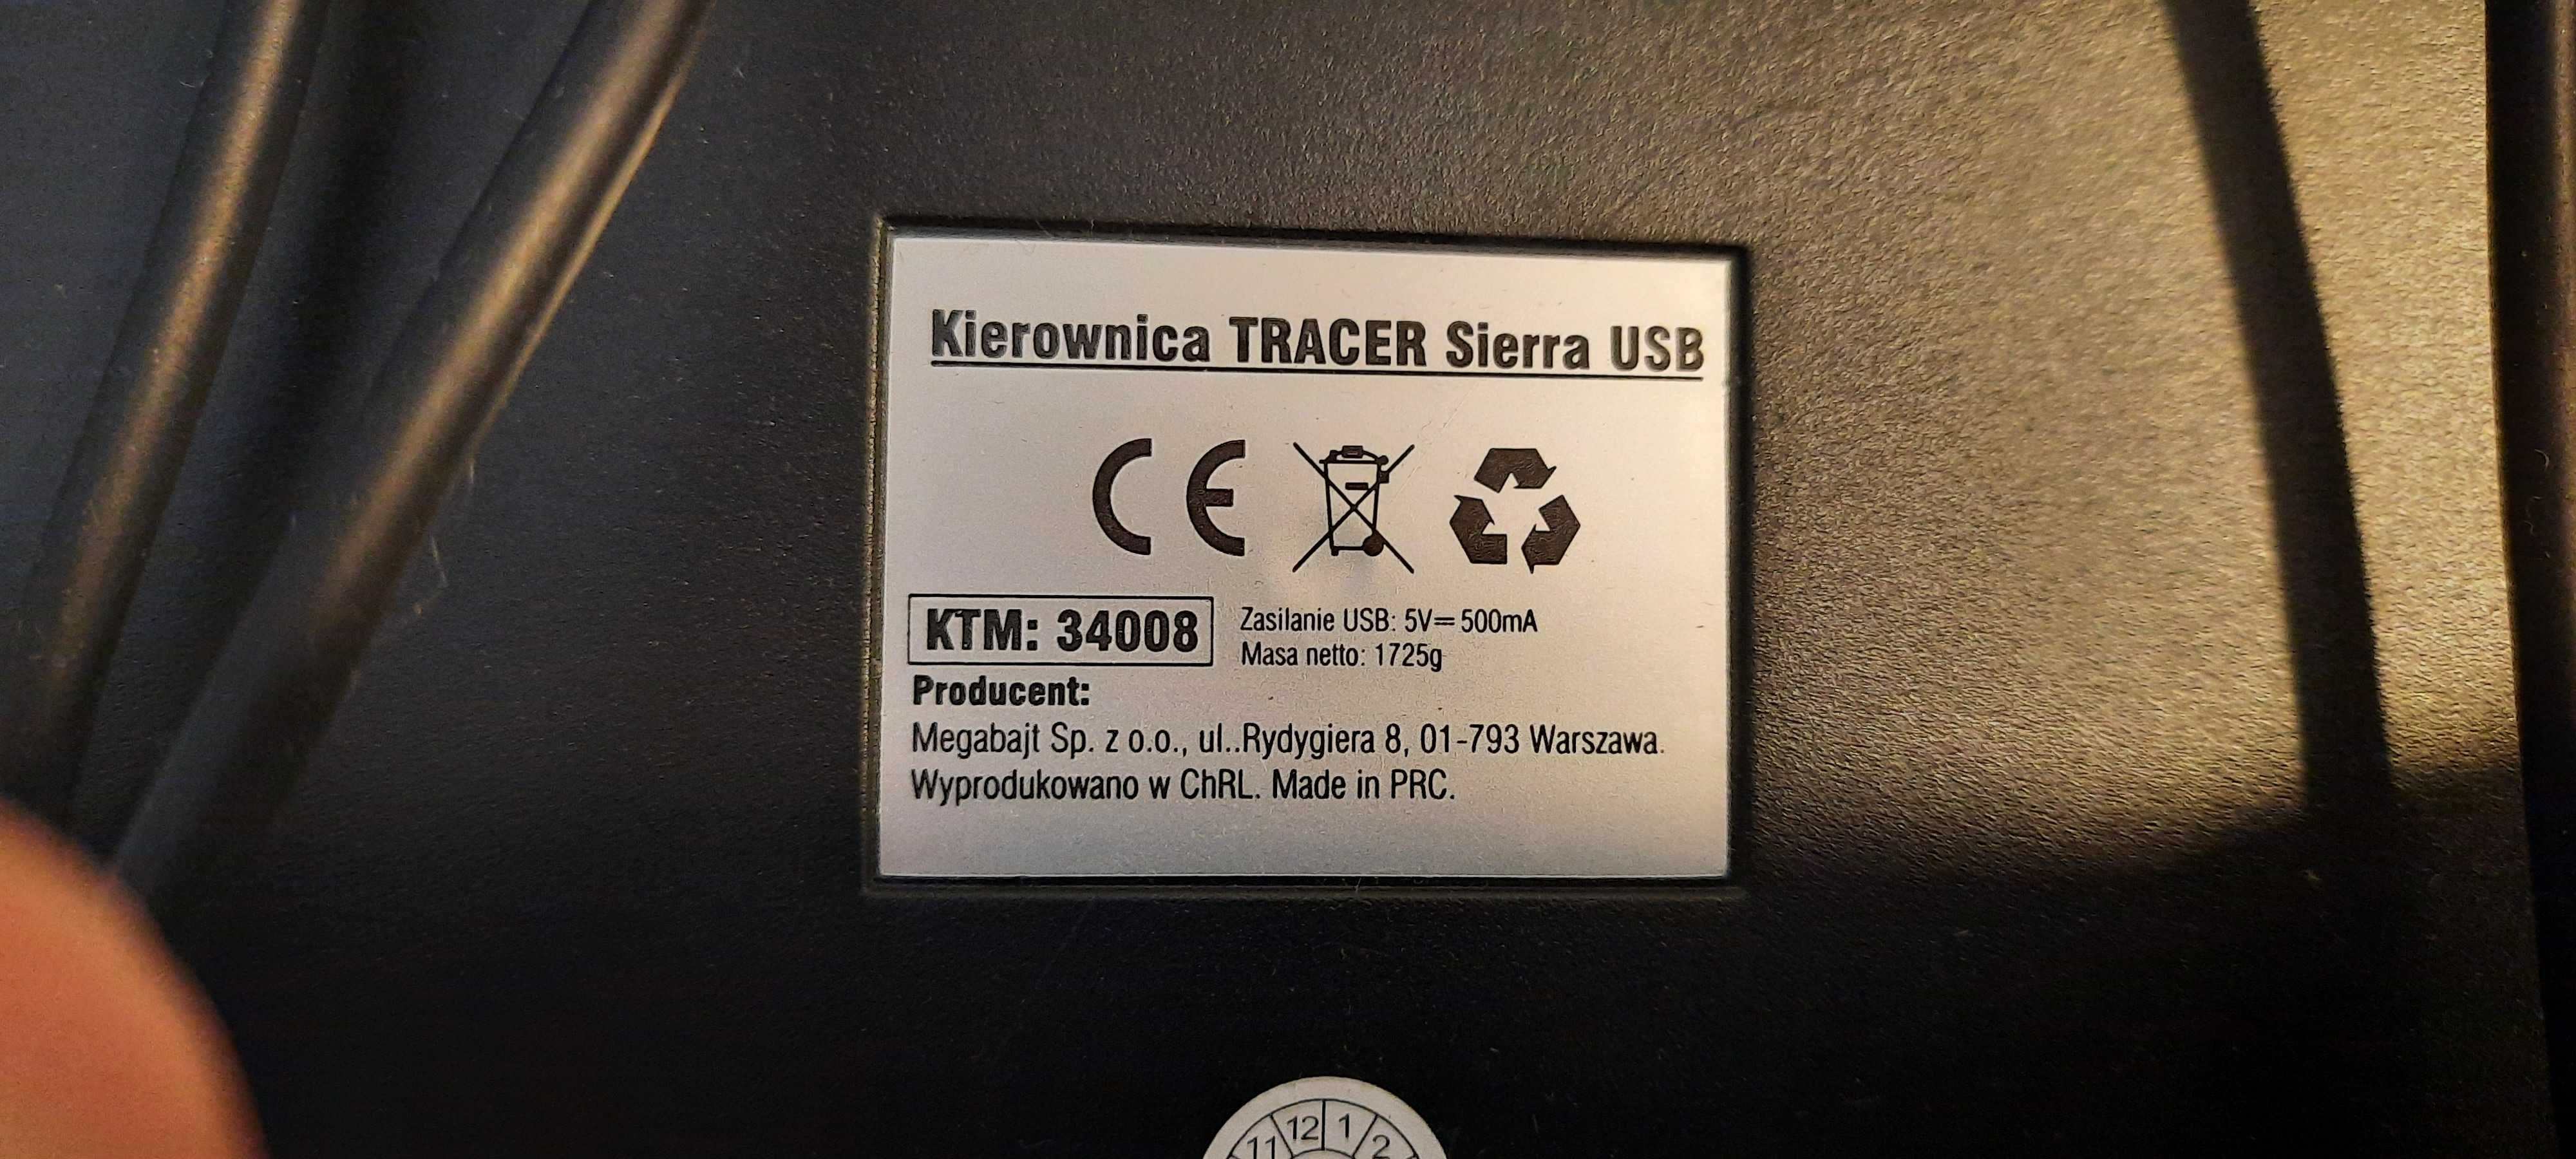 Kierownica TRACER Sierra USB
CE
KTM: 34008
Zasilanie USB: 5V⎓500mA
Masa netto: 1725g
Producent:
Megabajt Sp. z o.o., ul..Rydygiera 8, 01-793 Warszawa.
Wyprodukowano w ChRL. Made in PRC.
11 12 1 2